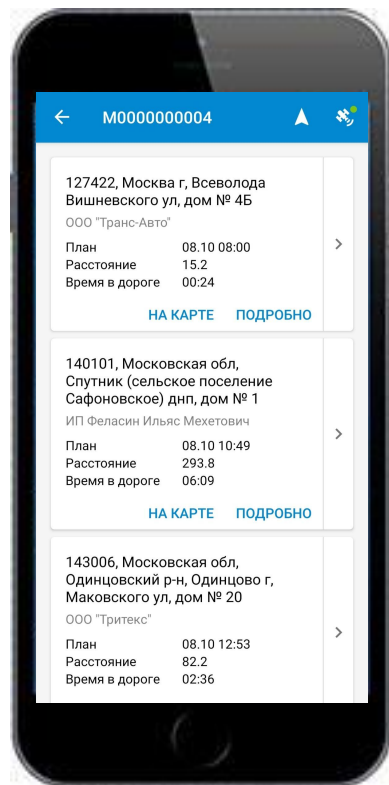 M0000000004
127422, Москва г, Всеволода
Вишневского ул, дом № 4Б
ООО "Транс-Авто"
План 08.10 08:00
Расстояние 15.2
Время в дороге 00:24
НА КАРТЕ ПОДРОБНО
140101, Московская обл,
Спутник (сельское поселение
Сафоновское) днп, дом № 1
ИП Феласин Ильяс Мехетович
План 08.10 10:49
Расстояние 293.8
Время в дороге 06:09
НА КАРТЕ ПОДРОБНО
143006, Московская обл,
Одинцовский р-н, Одинцово г,
Маковского ул, дом № 20
ООО "Тритекс"
План 08.10 12:53
Расстояние 82.2
Время в дороге 02:36